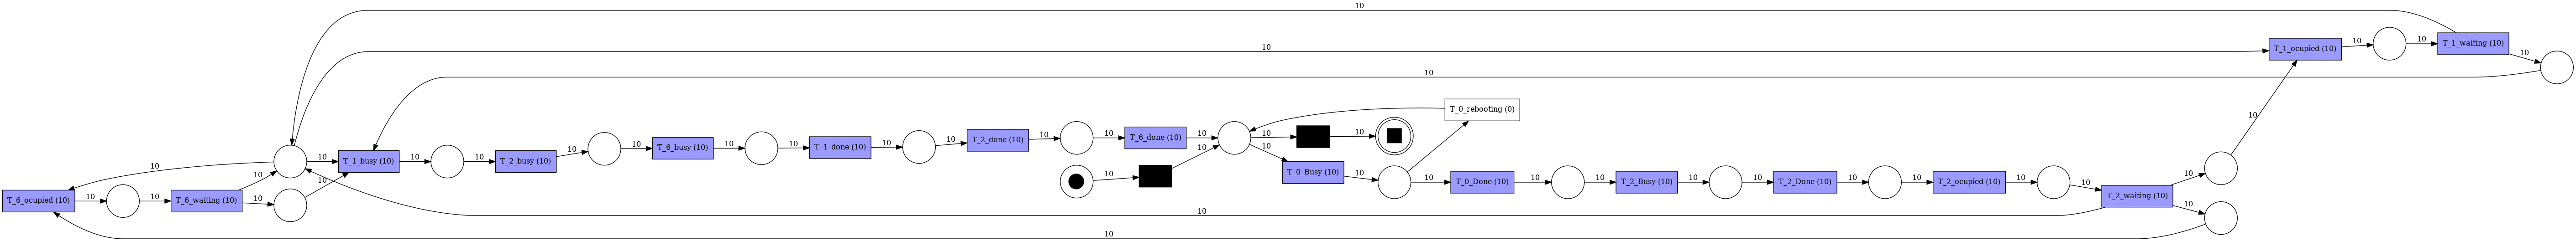 10
10
10
T_1_ocupied (10)
10
10
T_1_waiting (10)
10
10
T_6_ocupied (10)
10
10
T_6_waiting (10)
10
10
10
10
10
T_1_busy (10)
10
10
T_2_busy (10)
10
10
T_6_busy (10)
10
10
T_1_done (10)
10
10
T_2_done (10)
10
10
T_6_done (10)
10
10
10
10
10
10
T_0_rebooting (0)
T_0_Busy (10)
10
10
T_0_Done (10)
10
10
T_2_Busy (10)
10
10
T_2_Done (10)
10
10
T_2_ocupied (10)
10
10
T_2_waiting (10)
10
10
10
10
10